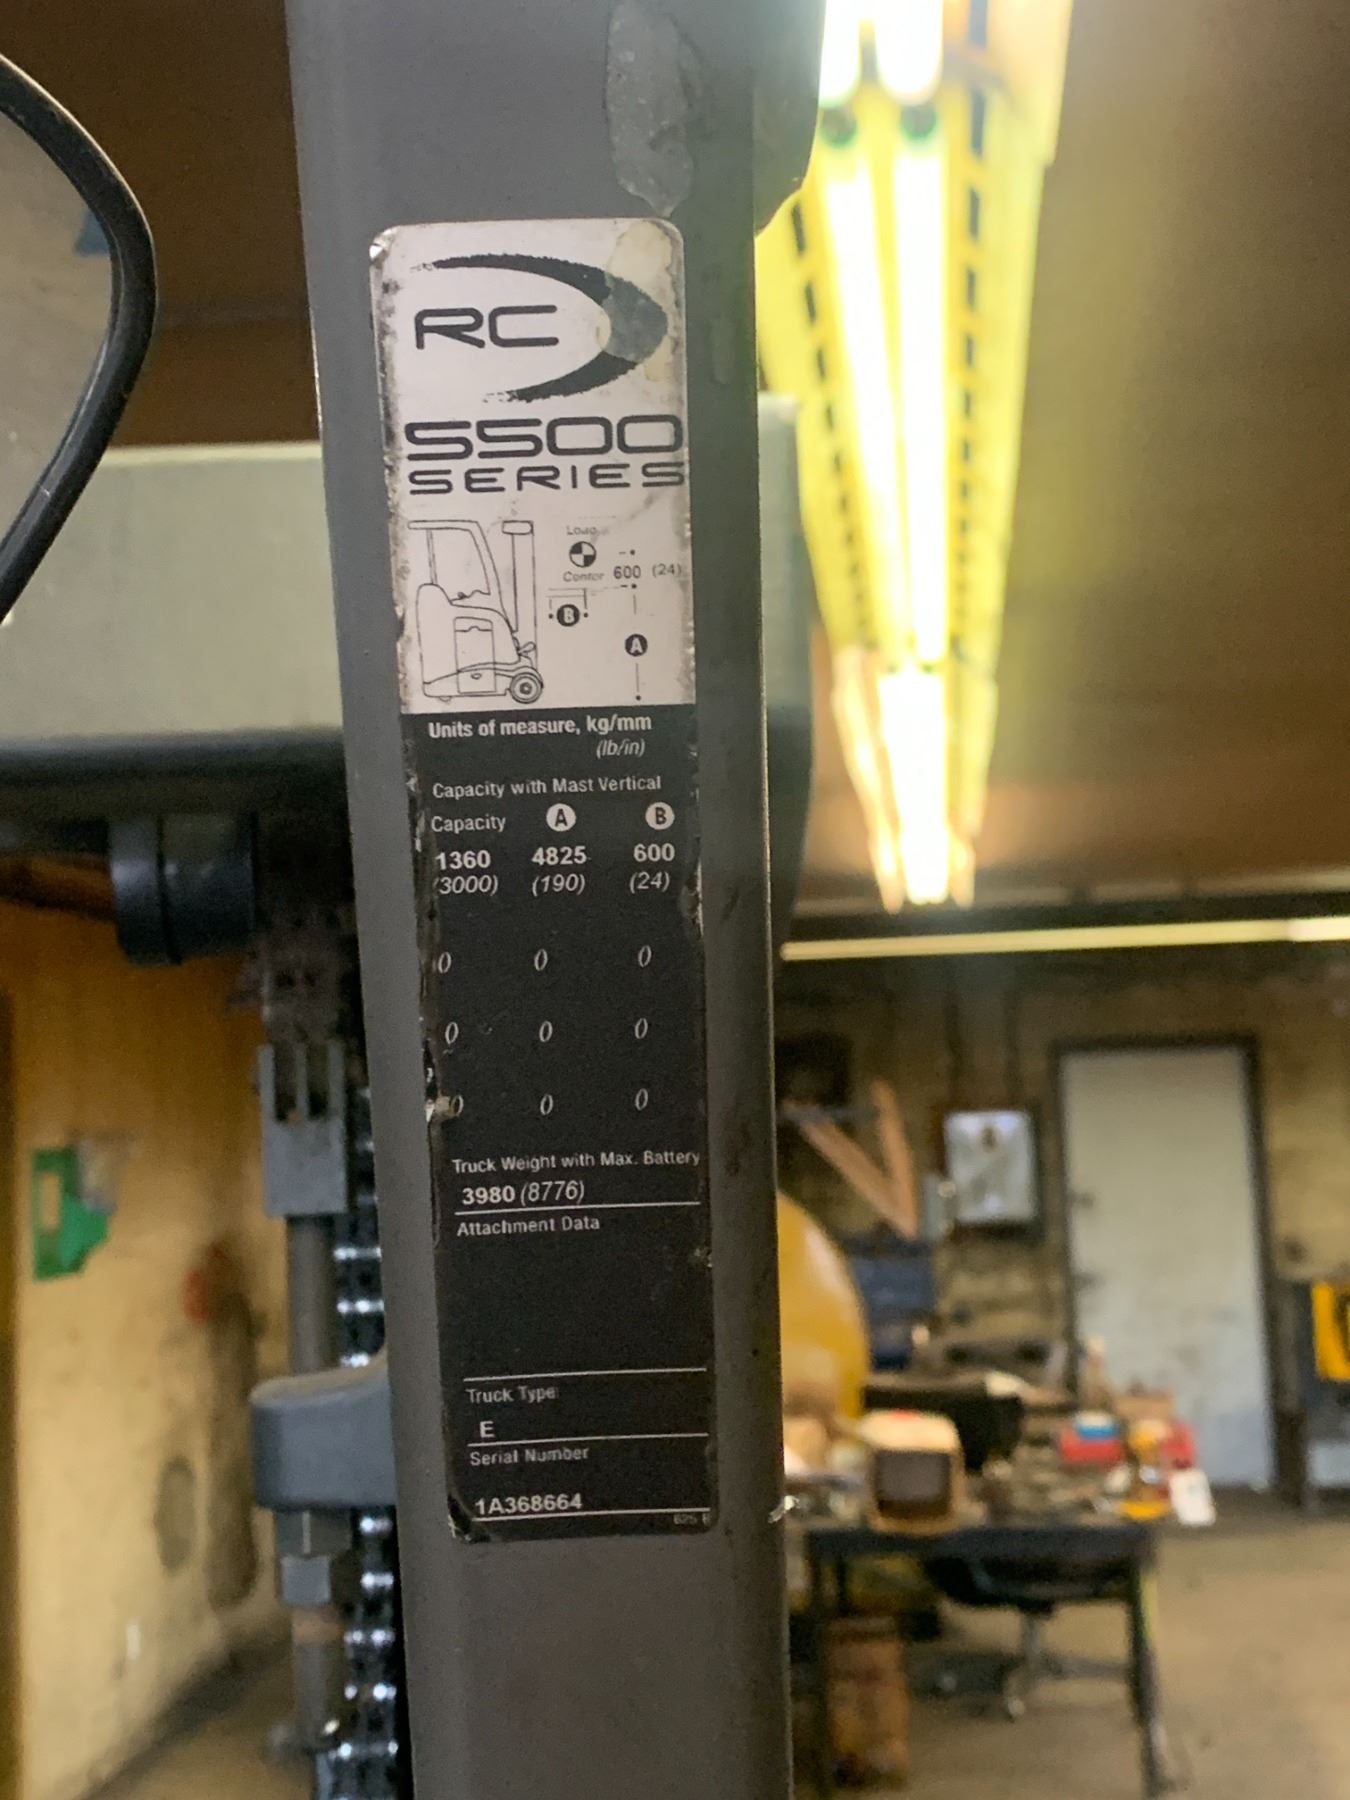 RC
5500
SERIES
Load
Center 600 (24)
B
A
Units of measure, kg/mm
(lb/in)
Capacity with Mast Vertical
Capacity A B
1360 4825 600
(3000) (190) (24)
0 0 0
0 0 0
0 0 0
Truck Weight with Max. Battery
3980 (8776)
Attachment Data
Truck Type
E
Serial Number
1A368664